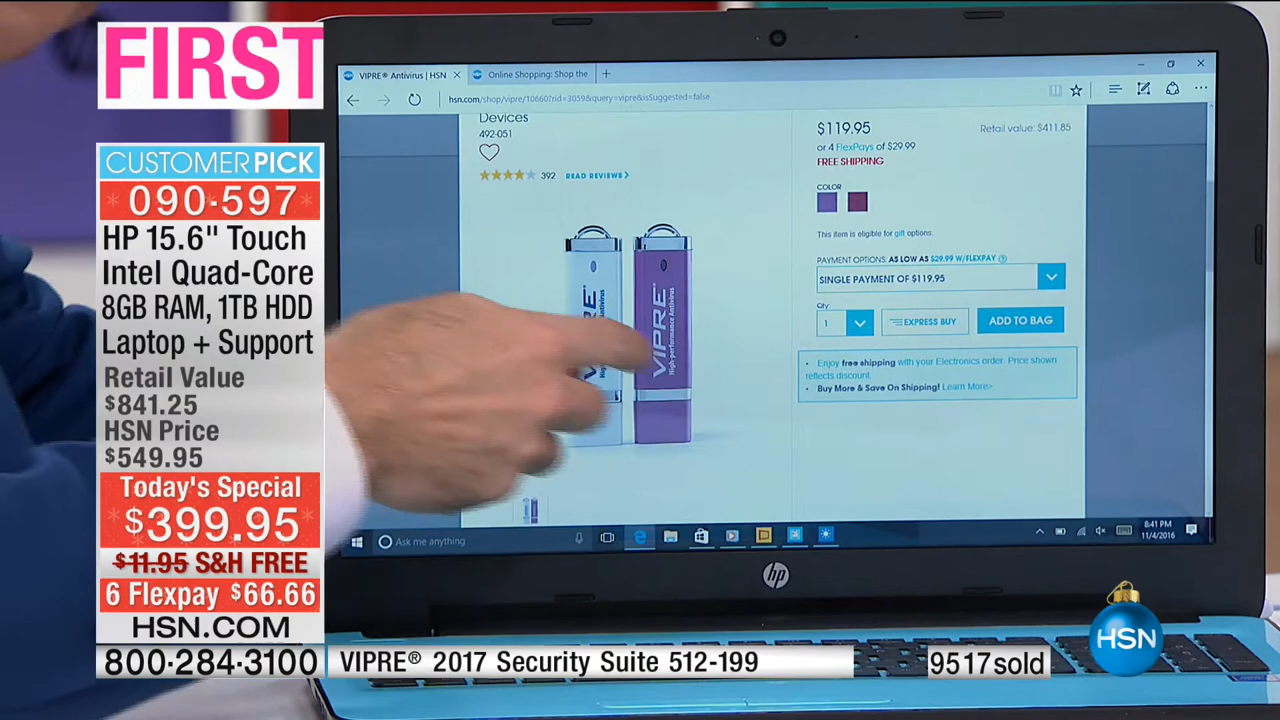 FIRST
CUSTOMER PICK
090-597
HP 15.6" Touch
Intel Quad-Core
8GB RAM, 1TB HDD
Laptop + Support
Retail Value
$841.25
HSN Price
$549.95
Today's Special
$399.95
$11.95 S&H FREE
6 Flexpay $66.66
HSN.COM
800-284-3100
VIPRE® 2017 Security Suite 512-199
9517sold
HSN
VIPRE® Antivirus | HSN
Online Shopping: Shop the
hsn.com/shop/vipre/10660?rid=3059&query=vipre&isSuggested=false
Devices
492-051
392 READ REVIEWS
VIPRE
Antivirus
VIPRE
High-performance Antivirus
$119.95
Retail value: $411.85
or 4 FlexPays of $29.99
FREE SHIPPING
COLOR
This item is eligible for gift options.
PAYMENT OPTIONS: AS LOW AS $29.99 W/FLEXPAY
SINGLE PAYMENT OF $119.95
Qty:
1
EXPRESS BUY
ADD TO BAG
Enjoy free shipping with your Electronics order. Price shown
reflects discount.
Buy More & Save On Shipping! Learn More>
Ask me anything
8:41 PM
11/4/2016
hp